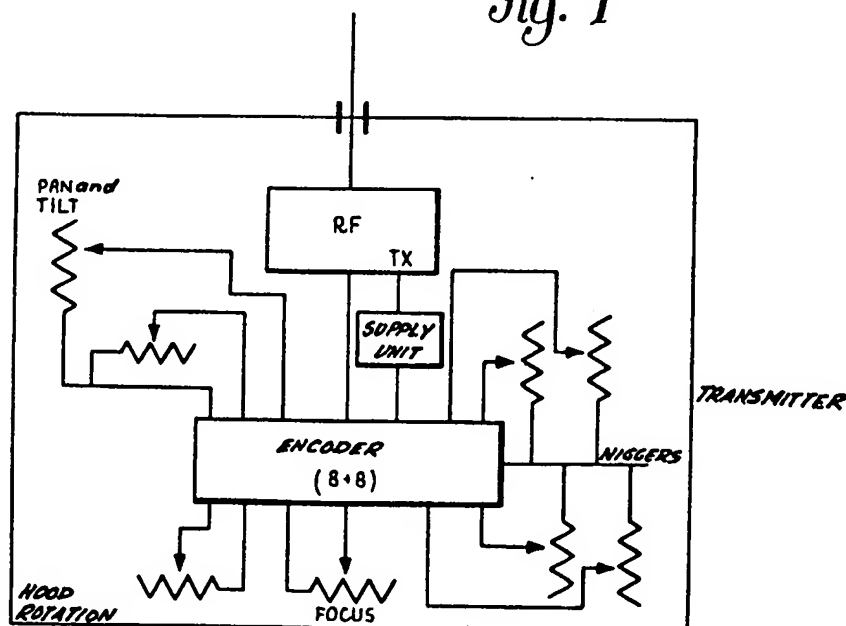 Fig. 1
PAN and
TILT
RF
TX
SUPPLY
UNIT
TRANSMITTER
ENCODER
(8+8)
NIGGERS
HOOD
ROTATION
FOCUS